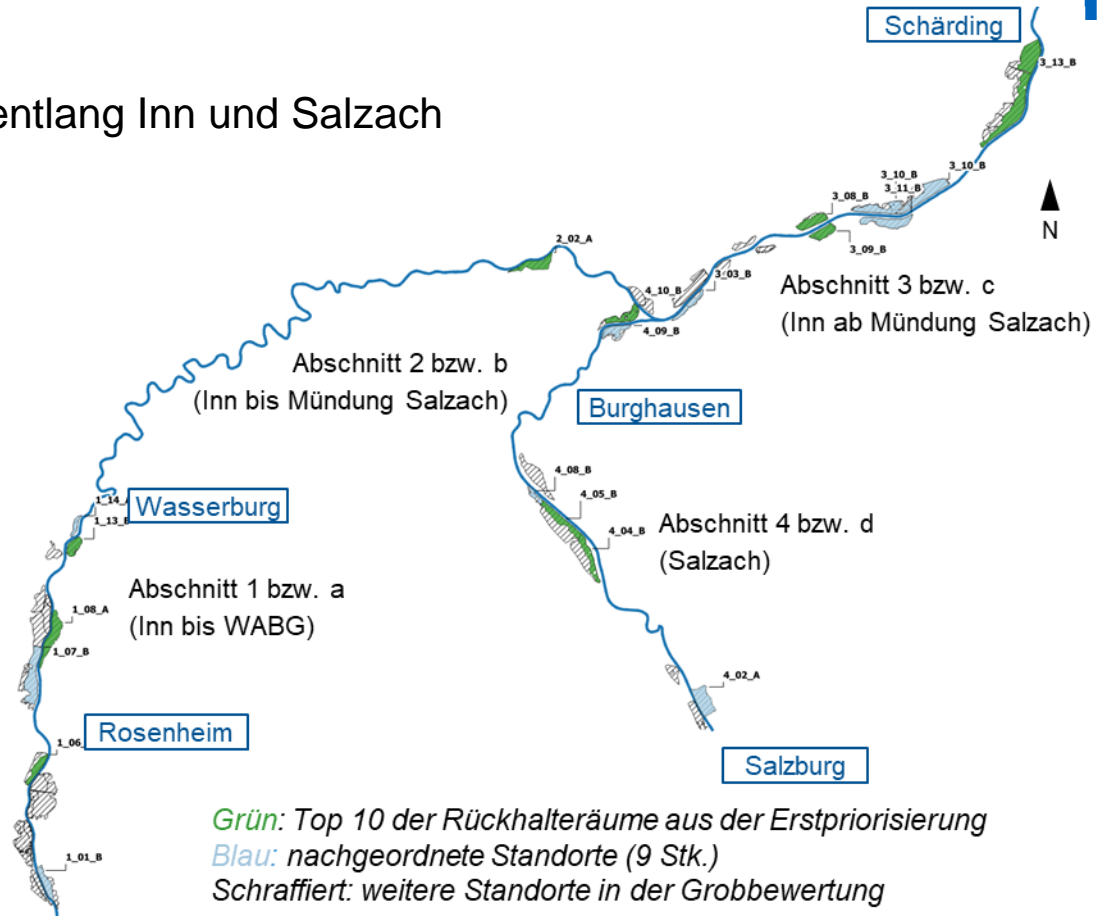 Schärding
3_13_B
entlang Inn und Salzach
3_10_B
3_10_B
3_11_B
3_08_B
3_09_B
N
2_02_A
4_10_B
3_03_B
4_09_B
Abschnitt 3 bzw. c
(Inn ab Mündung Salzach)
Abschnitt 2 bzw. b
(Inn bis Mündung Salzach)
Burghausen
4_08_B
4_05_B
4_04_B
Abschnitt 4 bzw. d
(Salzach)
1_14_
Wasserburg
1_13_B
Abschnitt 1 bzw. a
(Inn bis WABG)
1_08_A
1_07_B
4_02_A
1_06_
Rosenheim
Salzburg
1_01_B
Grün: Top 10 der Rückhalteräume aus der Erstpriorisierung
Blau: nachgeordnete Standorte (9 Stk.)
Schraffiert: weitere Standorte in der Grobbewertung